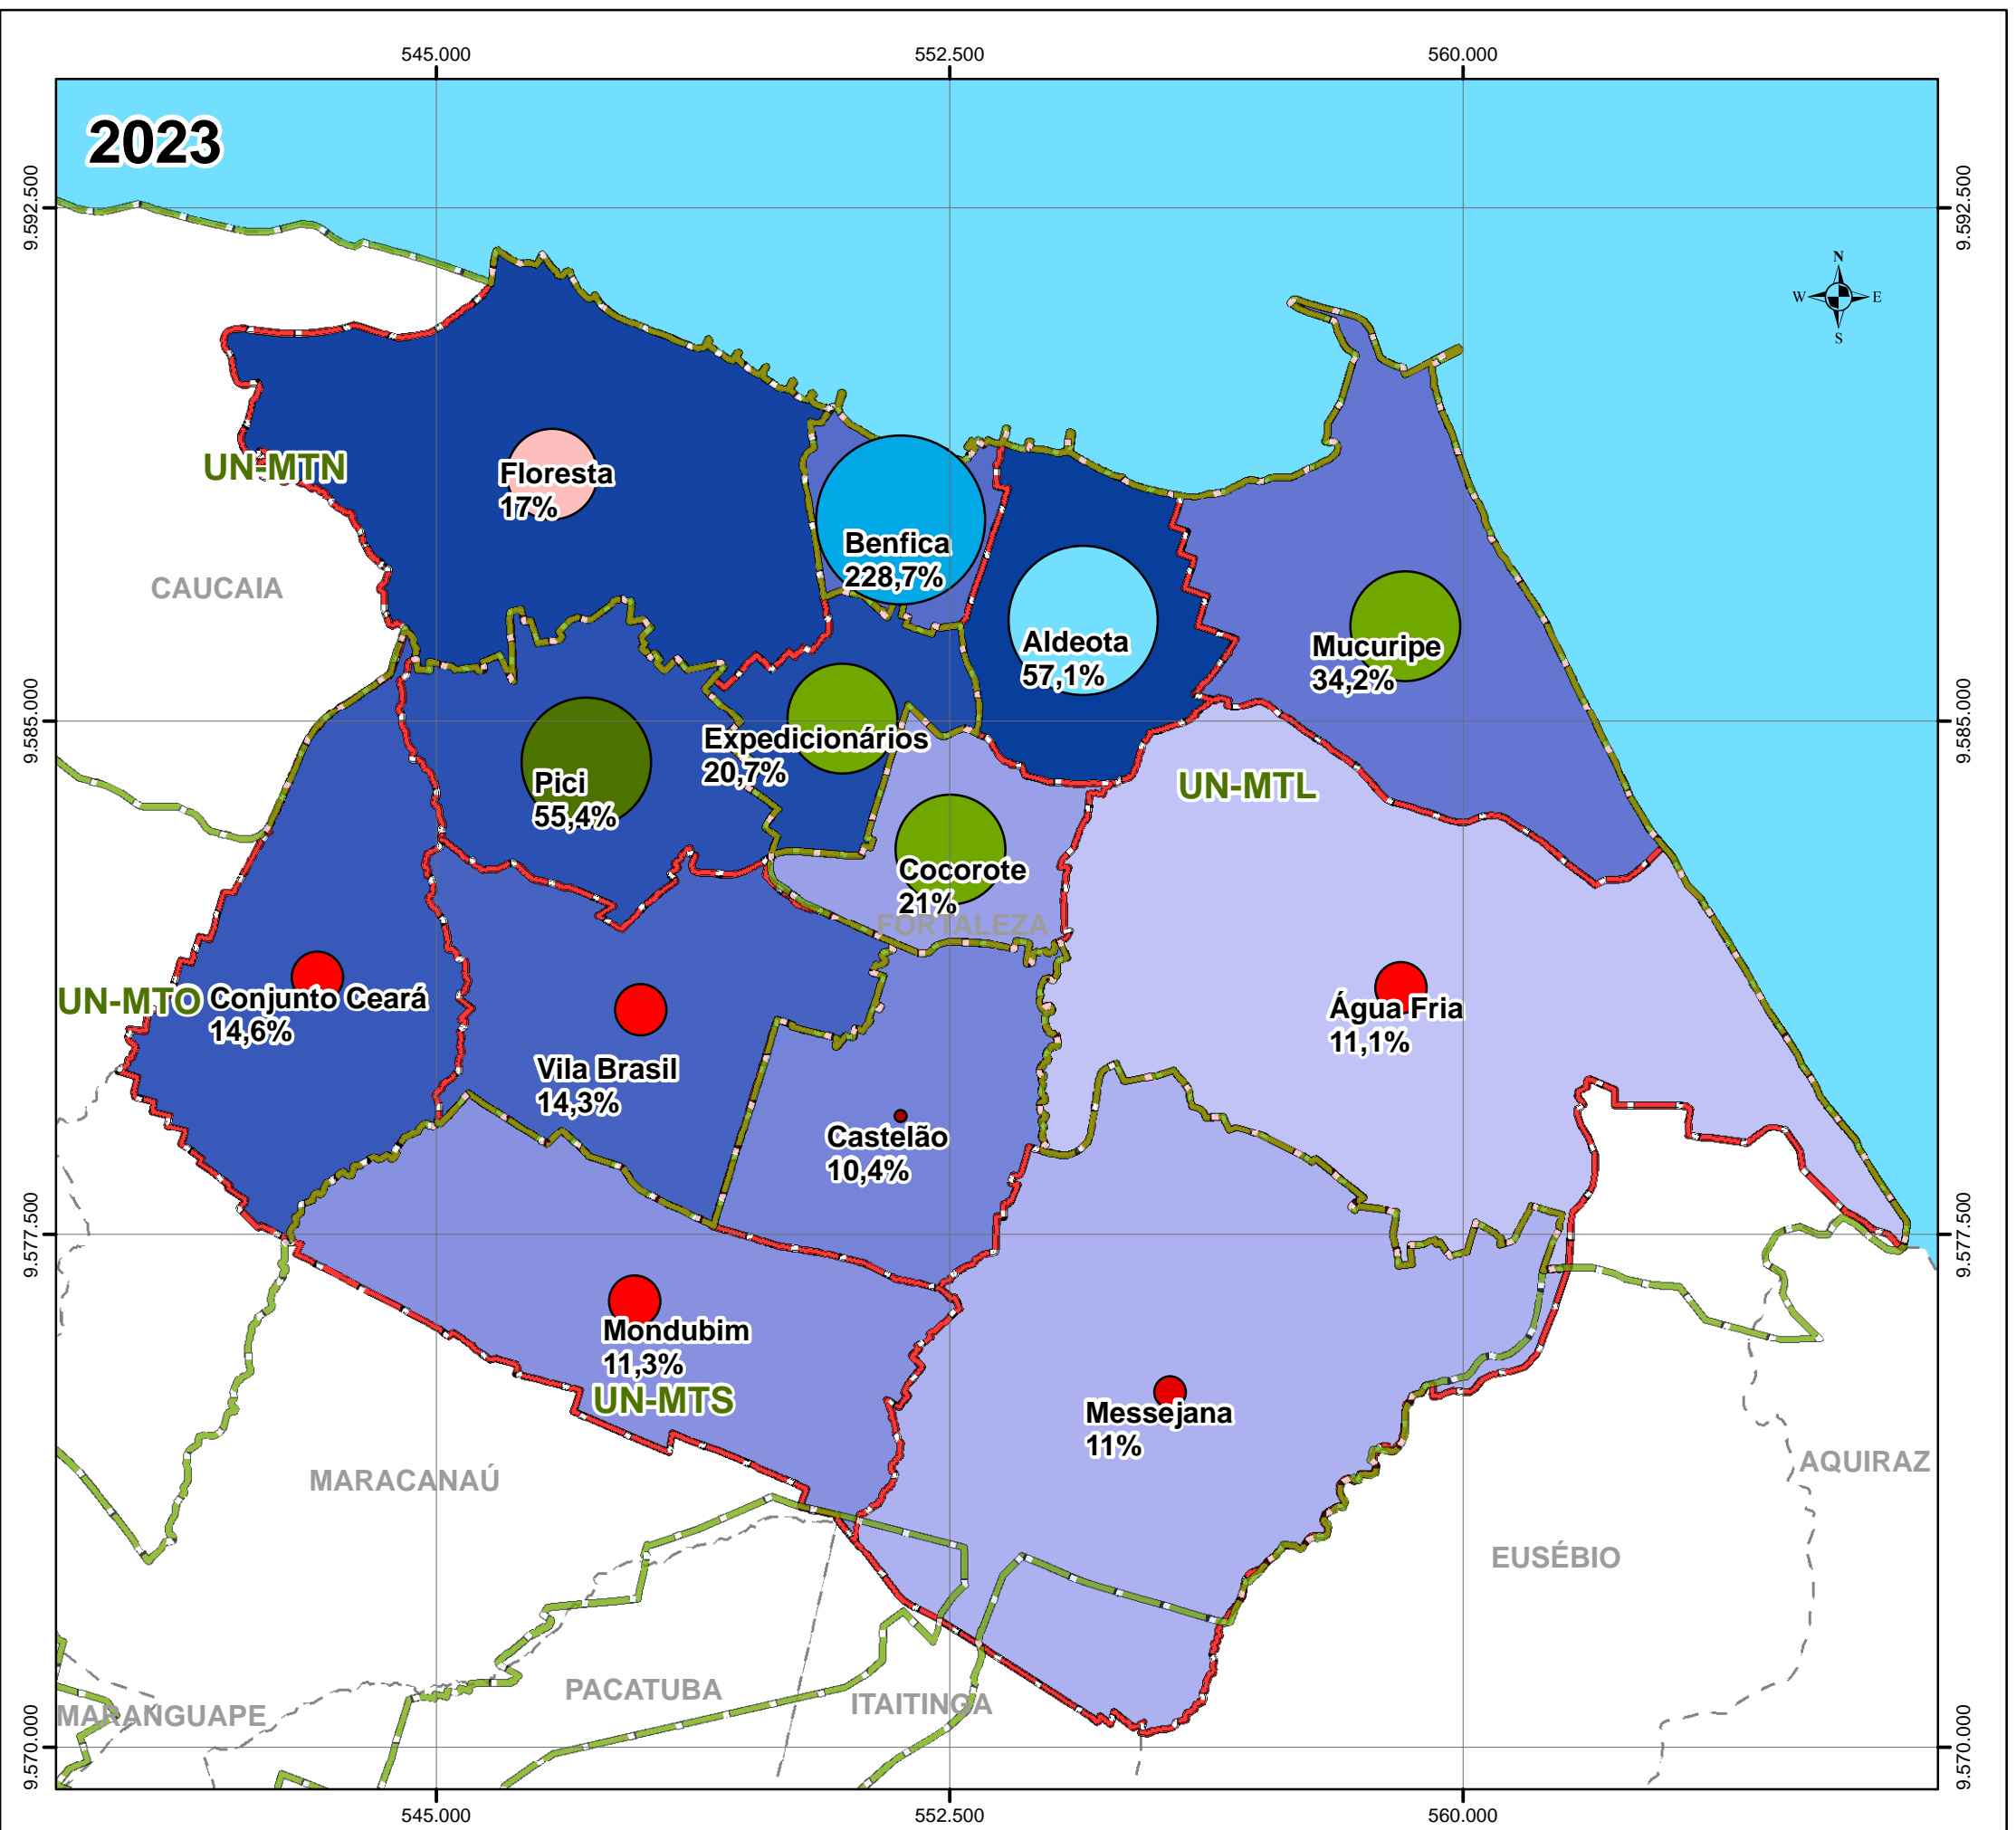 545.000
552.500
560.000
2023
9.592.500
9.592.500
N
W
E
S
UN-MTN
Floresta
17%
Benfica
228,7%
CAUCAIA
Aldeota
57,1%
Mucuripe
34,2%
9.585.000
9.585.000
Expedicionários
20,7%
Pici
55,4%
UN-MTL
Cocorote
21%
FORTALEZA
UN-MTO
Conjunto Ceará
14,6%
Água Fria
11,1%
Vila Brasil
14,3%
Castelão
10,4%
9.577.500
9.577.500
Mondubim
11,3%
UN-MTS
Messejana
11%
MARACANAÚ
AQUIRAZ
EUSÉBIO
PACATUBA
ITAITINGA
MARANGUAPE
9.570.000
9.570.000
545.000
552.500
560.000